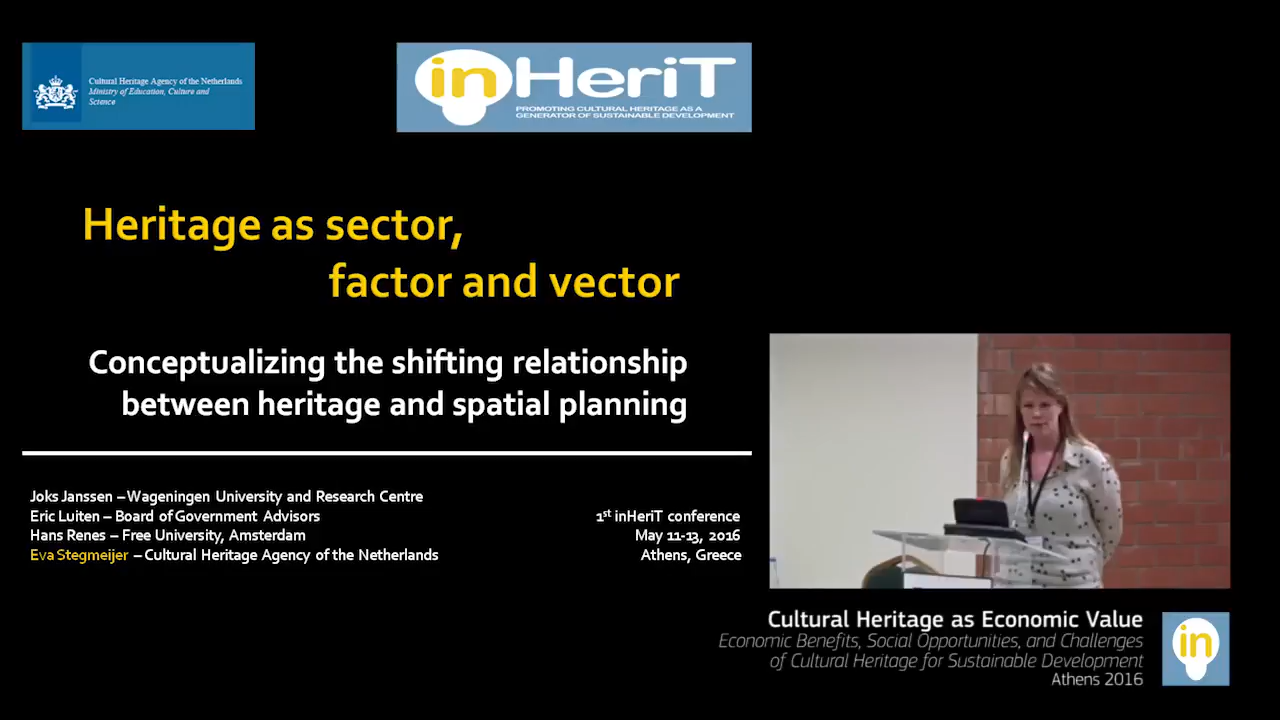 Cultural Heritage Agency of the Netherlands
Ministry of Education, Culture and
Science
inHeriT
PROMOTING CULTURAL HERITAGE AS A
GENERATOR OF SUSTAINABLE DEVELOPMENT
Heritage as sector,
factor and vector
Conceptualizing the shifting relationship
between heritage and spatial planning
Joks Janssen – Wageningen University and Research Centre
Eric Luiten – Board of Government Advisors
Hans Renes – Free University, Amsterdam
Eva Stegmeijer – Cultural Heritage Agency of the Netherlands
1st inHeriT conference
May 11-13, 2016
Athens, Greece
Cultural Heritage as Economic Value
Economic Benefits, Social Opportunities, and Challenges
of Cultural Heritage for Sustainable Development
Athens 2016
in